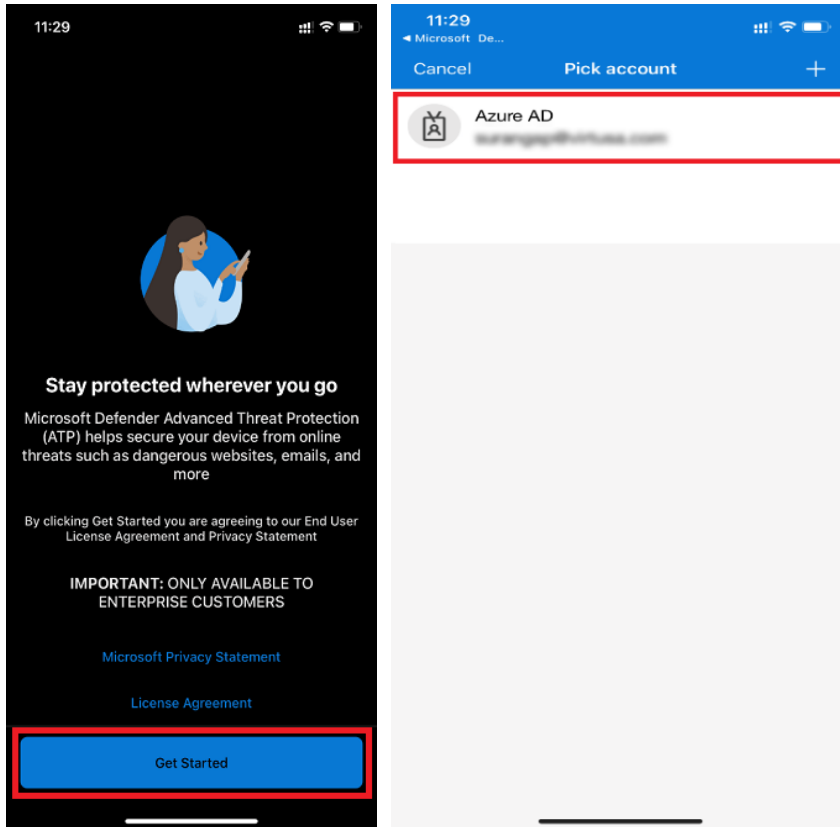 11:29
Stay protected wherever you go
Microsoft Defender Advanced Threat Protection
(ATP) helps secure your device from online
threats such as dangerous websites, emails, and
more
By clicking Get Started you are agreeing to our End User
License Agreement and Privacy Statement
IMPORTANT: ONLY AVAILABLE TO
ENTERPRISE CUSTOMERS
Microsoft Privacy Statement
License Agreement
Get Started
11:29
◀ Microsoft De...
Cancel Pick account +
Azure AD